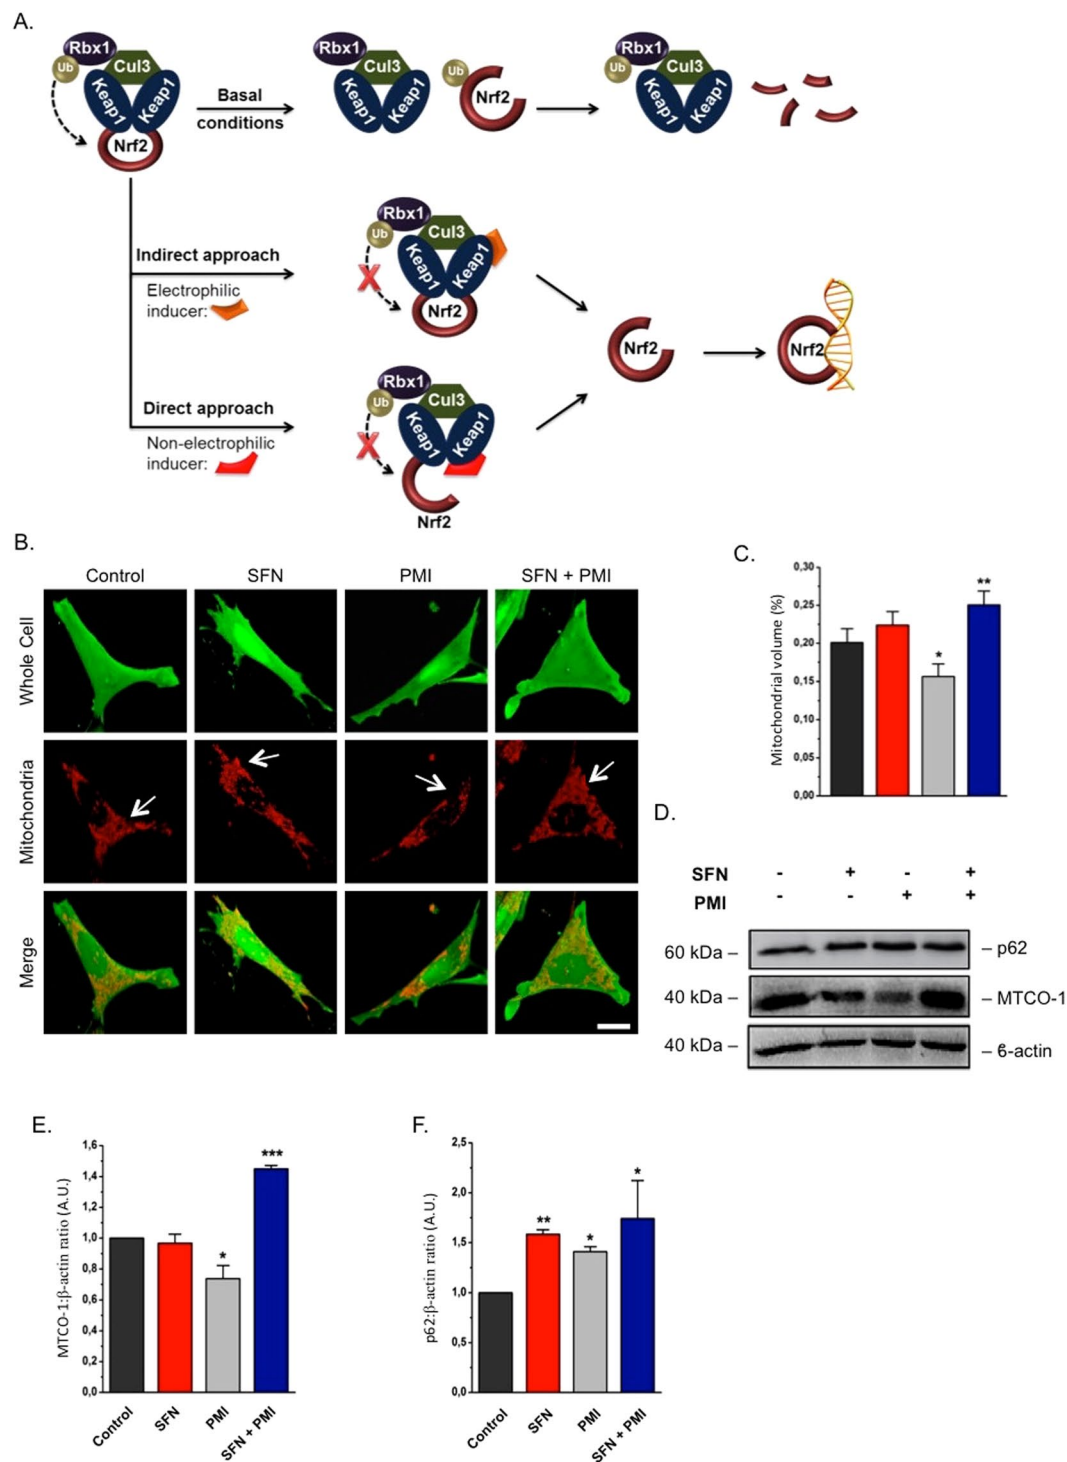 A.
Rbx1
Ub
Cul3
Keap1
Keap1
Nrf2
Basal
conditions
Rbx1
Cul3
Keap1
Keap1
Ub
Nrf2
Rbx1
Ub
Cul3
Keap1
Keap1
Indirect approach
Electrophilic
inducer:
Rbx1
Ub
Cul3
Keap1
Keap1
X
Nrf2
Nrf2
Nrf2
Direct approach
Non-electrophilic
inducer:
Rbx1
Ub
Cul3
Keap1
Keap1
X
Nrf2
B.
Control
SFN
PMI
SFN + PMI
Whole Cell
Mitochondria
Merge
C.
Mitochondrial volume (%)
0,30
0,25
0,20
0,15
0,10
0,05
0,00
*
**
D.
SFN - + - +
PMI - - + +
60 kDa – – p62
40 kDa – – MTCO-1
40 kDa – – ϐ-actin
E.
MTCO-1:β-actin ratio (A.U.)
1,6
1,4
1,2
1,0
0,8
0,6
0,4
0,2
0,0
*
***
Control
SFN
PMI
SFN + PMI
F.
p62:β-actin ratio (A.U.)
2,5
2,0
1,5
1,0
0,5
0,0
**
*
*
Control
SFN
PMI
SFN + PMI